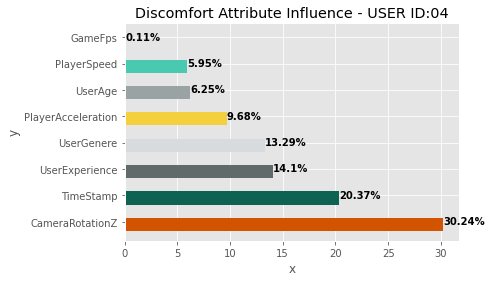 Discomfort Attribute Influence - USER ID:04
GameFps 0.11%
PlayerSpeed 5.95%
UserAge 6.25%
PlayerAcceleration 9.68%
UserGenere 13.29%
UserExperience 14.1%
TimeStamp 20.37%
CameraRotationZ 30.24%
y
0 5 10 15 20 25 30
x